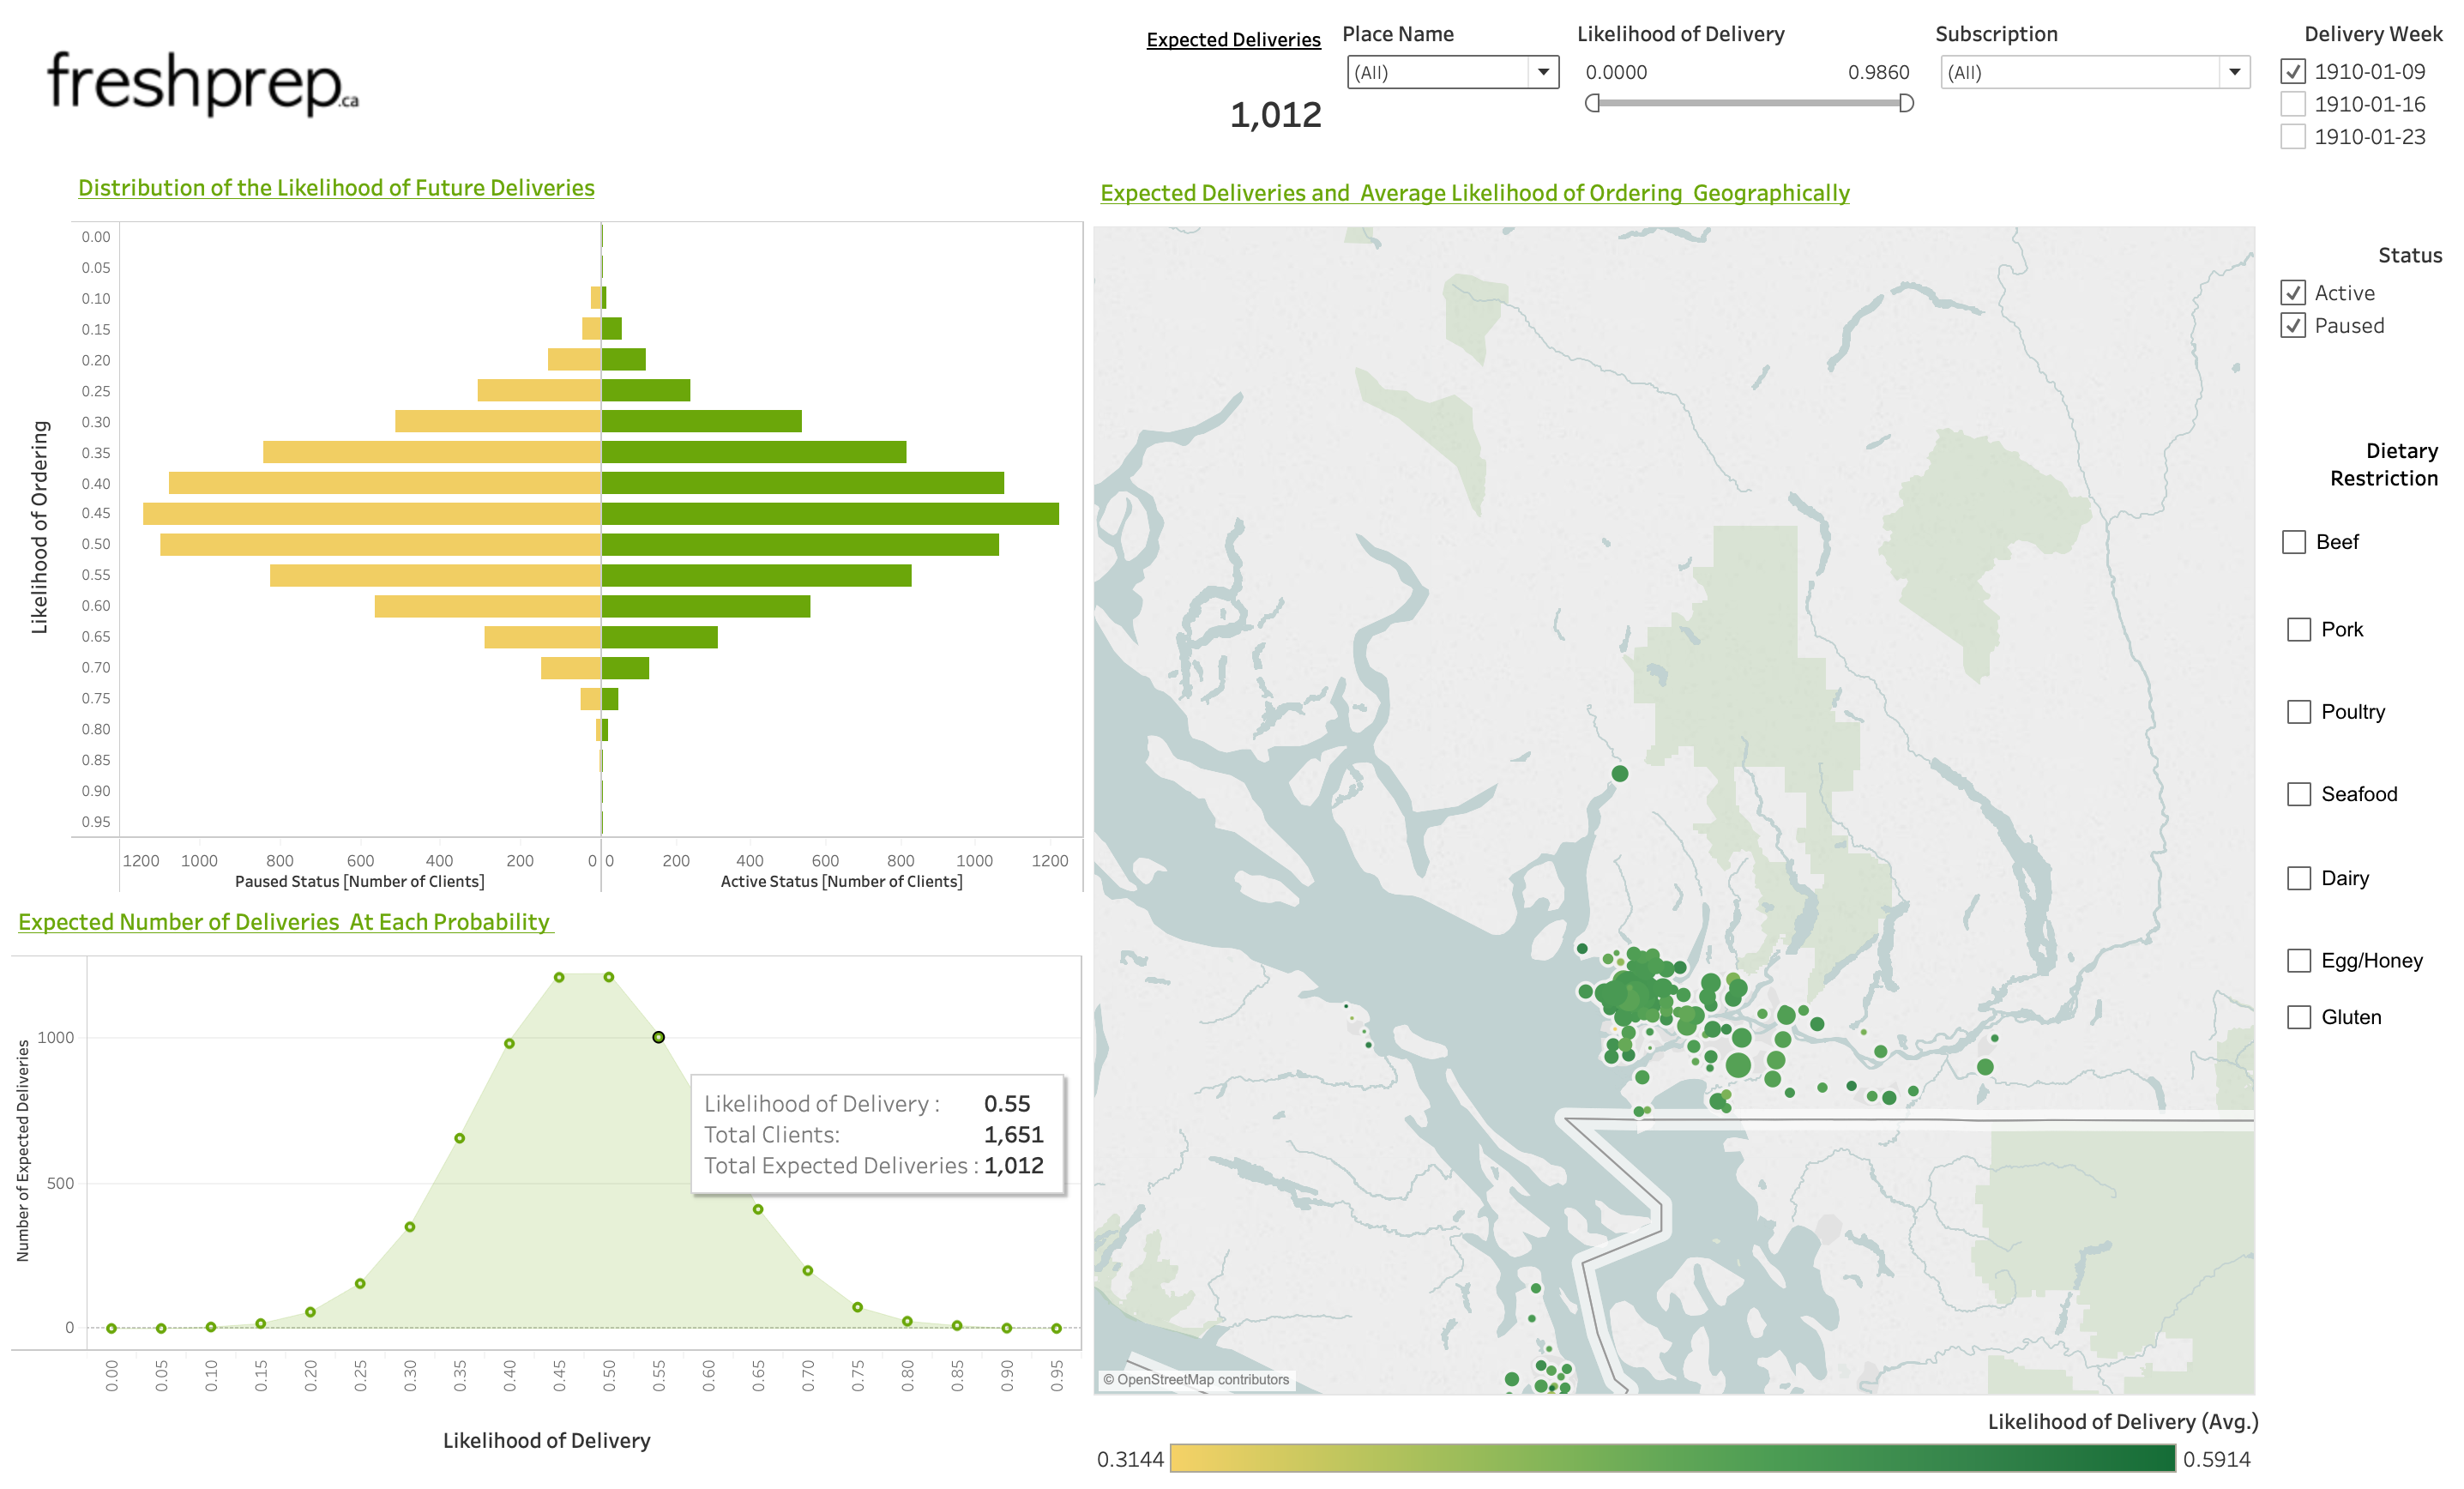 freshprep.ca
Expected Deliveries
1,012
Place Name
(All)
Likelihood of Delivery
0.0000 0.9860
Subscription
(All)
Delivery Week
1910-01-09
1910-01-16
1910-01-23
Distribution of the Likelihood of Future Deliveries
Likelihood of Ordering
0.00
0.05
0.10
0.15
0.20
0.25
0.30
0.35
0.40
0.45
0.50
0.55
0.60
0.65
0.70
0.75
0.80
0.85
0.90
0.95
1200 1000 800 600 400 200 0 0 200 400 600 800 1000 1200
Paused Status [Number of Clients] Active Status [Number of Clients]
Expected Number of Deliveries At Each Probability
Number of Expected Deliveries
1000
500
0
Likelihood of Delivery : 0.55
Total Clients: 1,651
Total Expected Deliveries : 1,012
0.00 0.05 0.10 0.15 0.20 0.25 0.30 0.35 0.40 0.45 0.50 0.55 0.60 0.65 0.70 0.75 0.80 0.85 0.90 0.95
Likelihood of Delivery
Expected Deliveries and Average Likelihood of Ordering Geographically
© OpenStreetMap contributors
Likelihood of Delivery (Avg.)
0.3144 0.5914
Status
Active
Paused
Dietary
Restriction
Beef
Pork
Poultry
Seafood
Dairy
Egg/Honey
Gluten